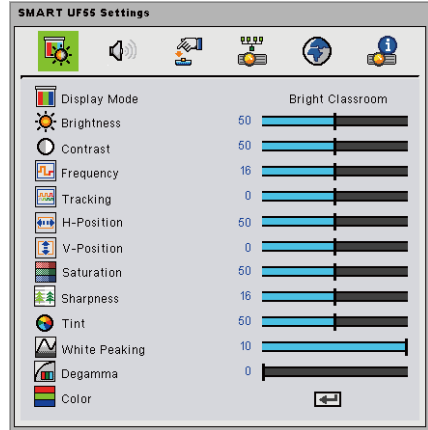 SMART UF55 Settings
Display Mode Bright Classroom
Brightness 50
Contrast 50
Frequency 16
Tracking 0
H-Position 50
V-Position 0
Saturation 50
Sharpness 16
Tint 50
White Peaking 10
Degamma 0
Color